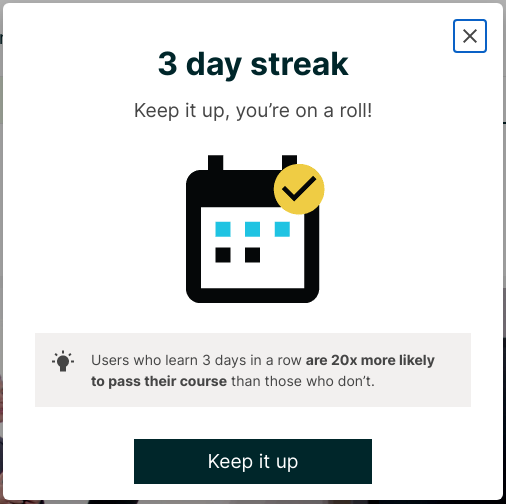 3 day streak
Keep it up, you’re on a roll!
Users who learn 3 days in a row are 20x more likely
to pass their course than those who don’t.
Keep it up